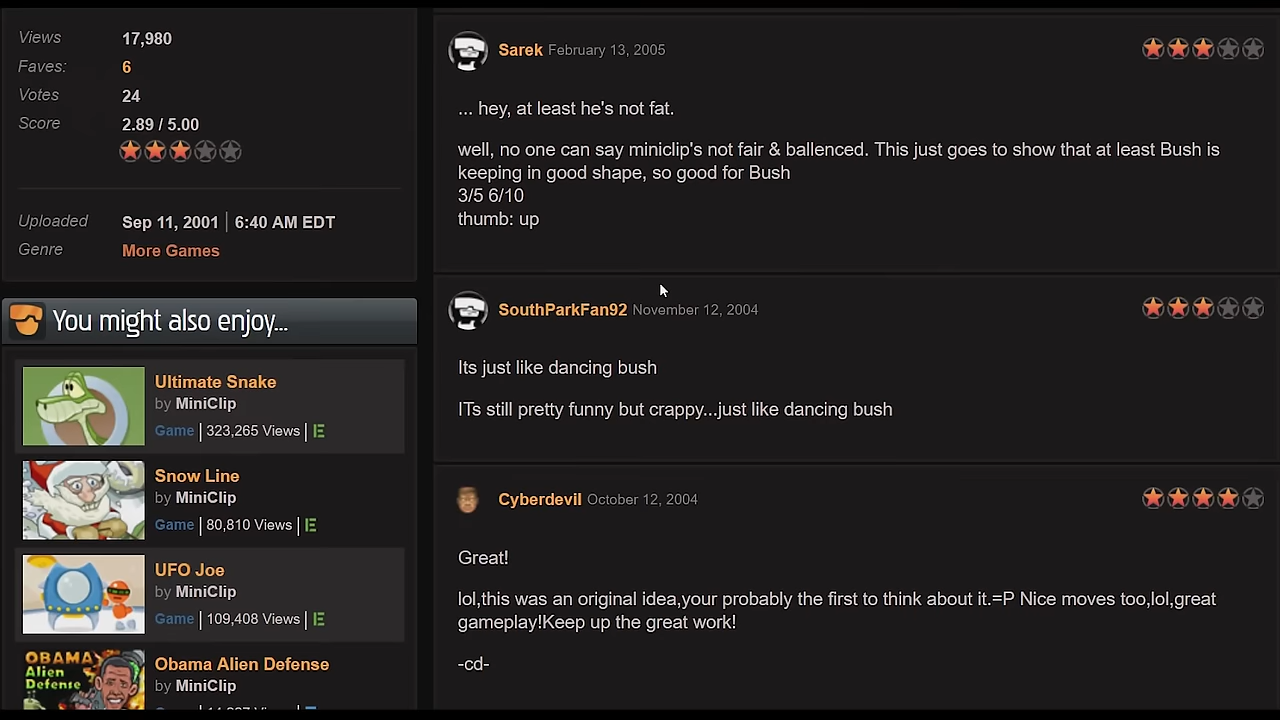 Views 17,980
Faves: 6
Votes 24
Score 2.89 / 5.00
Uploaded Sep 11, 2001 | 6:40 AM EDT
Genre More Games
You might also enjoy...
Ultimate Snake
by MiniClip
Game | 323,265 Views | E
Snow Line
by MiniClip
Game | 80,810 Views | E
UFO Joe
by MiniClip
Game | 109,408 Views | E
OBAMA
Alien
Defense
Obama Alien Defense
by MiniClip
Sarek February 13, 2005
... hey, at least he's not fat.
well, no one can say miniclip's not fair & ballenced. This just goes to show that at least Bush is
keeping in good shape, so good for Bush
3/5 6/10
thumb: up
SouthParkFan92 November 12, 2004
Its just like dancing bush
ITs still pretty funny but crappy...just like dancing bush
Cyberdevil October 12, 2004
Great!
lol,this was an original idea,your probably the first to think about it.=P Nice moves too,lol,great
gameplay!Keep up the great work!
-cd-